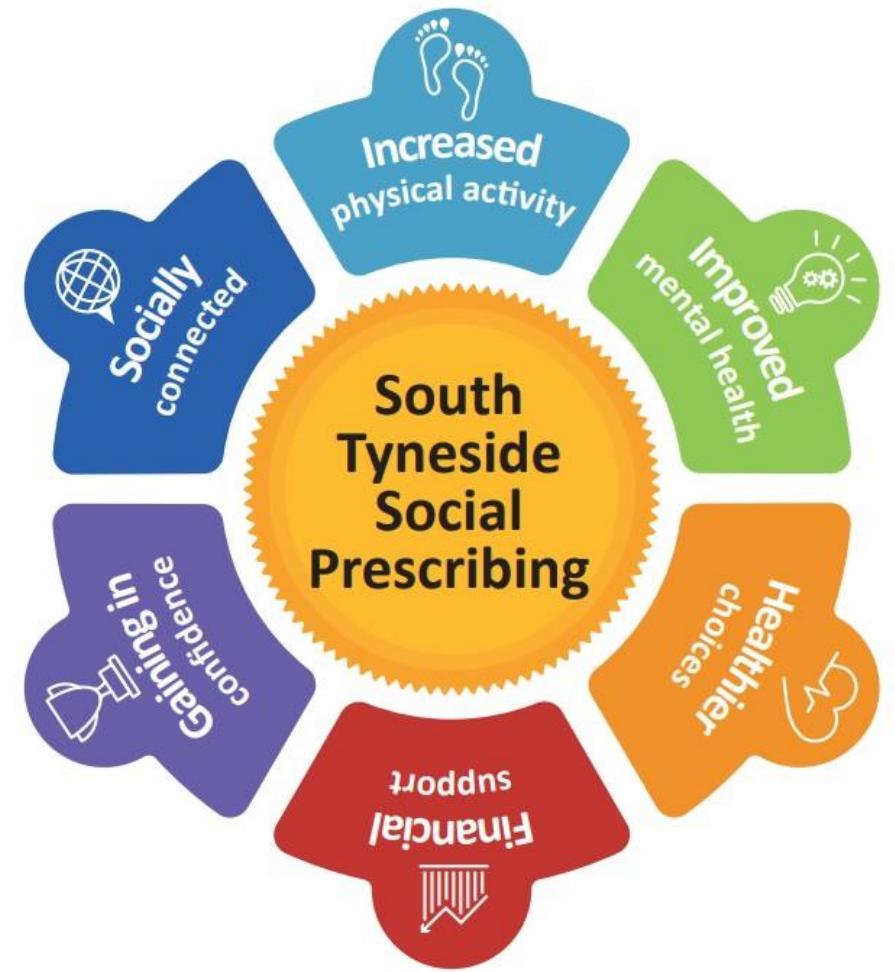 South
Tyneside
Social
Prescribing
Increased
physical activity
Improved
mental health
Healthier
choices
Financial
support
Gaining in
confidence
Socially
connected